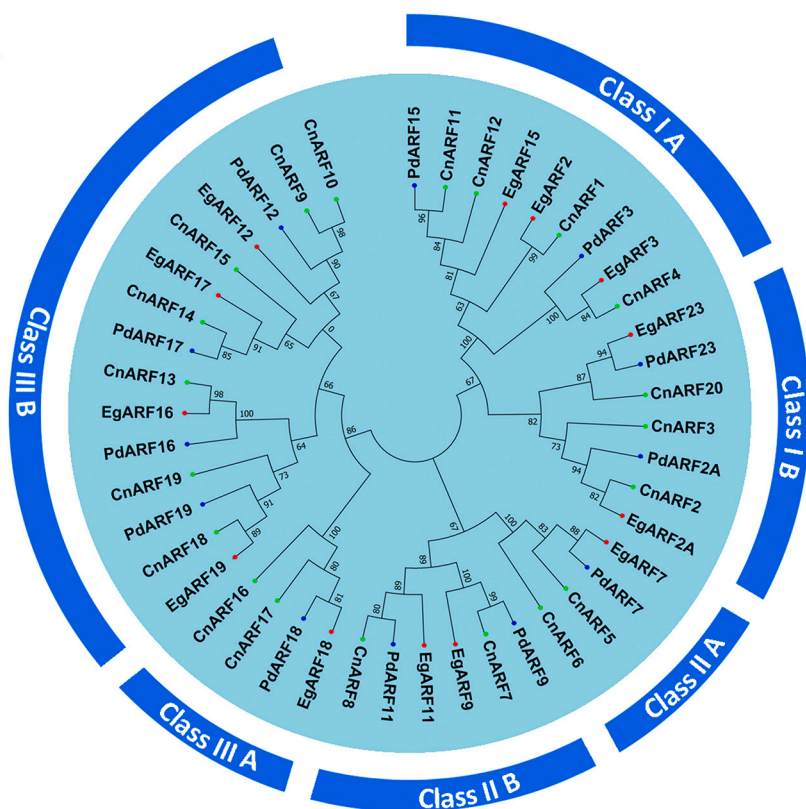 Class I A
Class I B
Class II A
Class II B
Class III A
Class III B
PdARF15
CnARF11
CnARF12
EgARF15
EgARF2
CnARF1
PdARF3
EgARF3
CnARF4
EgARF23
PdARF23
CnARF20
CnARF3
PdARF2A
CnARF2
EgARF2A
EgARF7
PdARF7
CnARF5
CnARF6
PdARF9
CnARF7
EgARF9
EgARF11
PdARF11
CnARF8
EgARF18
PdARF18
CnARF17
CnARF16
EgARF19
CnARF18
PdARF19
CnARF19
PdARF16
EgARF16
CnARF13
PdARF17
CnARF14
EgARF17
CnARF15
EgARF12
PdARF12
CnARF9
CnARF10
96
84
81
63
99
100
100
84
67
94
87
82
73
94
82
88
83
100
67
99
100
89
89
80
81
80
100
86
89
91
73
64
100
98
66
85
91
65
0
67
90
98